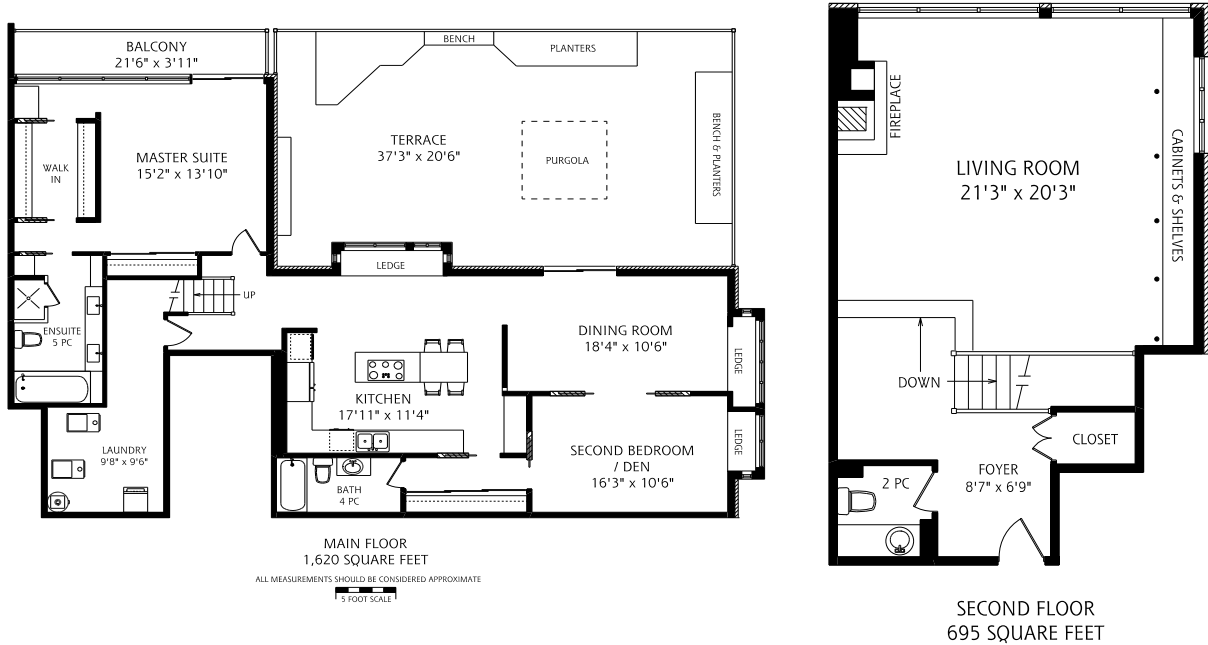 BALCONY
21'6" x 3'11"
BENCH
PLANTERS
TERRACE
37'3" x 20'6"
PURGOLA
BENCH & PLANTERS
WALK
IN
MASTER SUITE
15'2" x 13'10"
LEDGE
UP
ENSUITE
5 PC
DINING ROOM
18'4" x 10'6"
LEDGE
KITCHEN
17'11" x 11'4"
LAUNDRY
9'8" x 9'6"
BATH
4 PC
SECOND BEDROOM
/ DEN
16'3" x 10'6"
LEDGE
MAIN FLOOR
1,620 SQUARE FEET
ALL MEASUREMENTS SHOULD BE CONSIDERED APPROXIMATE
5 FOOT SCALE
FIREPLACE
LIVING ROOM
21'3" x 20'3"
CABINETS & SHELVES
DOWN
CLOSET
FOYER
8'7" x 6'9"
2 PC
SECOND FLOOR
695 SQUARE FEET